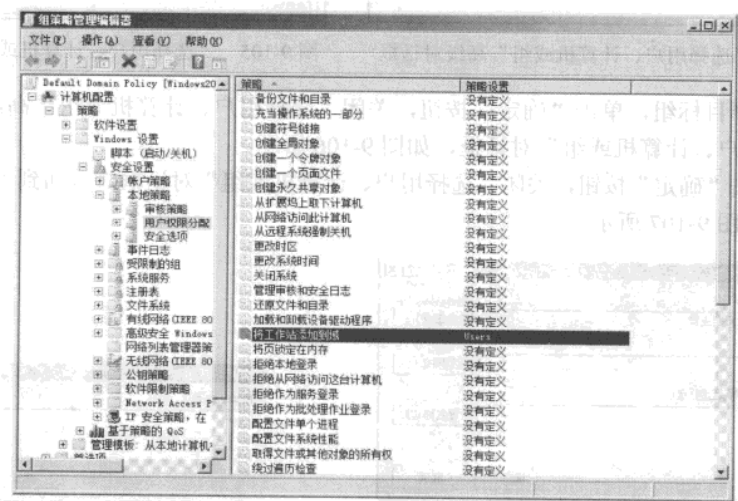 组策略管理编辑器
文件(F) 操作(A) 查看(V) 帮助(H)
Default Domain Policy [Windows20
计算机配置
策略
软件设置
Windows 设置
脚本 (启动/关机)
安全设置
帐户策略
本地策略
审核策略
用户权限分配
安全选项
事件日志
受限制的组
系统服务
注册表
文件系统
有线网络(IEEE 80
高级安全 Windows
网络列表管理器策
无线网络(IEEE 80
公钥策略
软件限制策略
Network Access P
IP 安全策略，在
基于策略的 QoS
管理模板: 从本地计算机
首选项
策略 策略设置
备份文件和目录 没有定义
充当操作系统的一部分 没有定义
创建符号链接 没有定义
创建全局对象 没有定义
创建一个令牌对象 没有定义
创建一个页面文件 没有定义
创建永久共享对象 没有定义
从扩展坞上取下计算机 没有定义
从网络访问此计算机 没有定义
从远程系统强制关机 没有定义
更改时区 没有定义
更改系统时间 没有定义
关闭系统 没有定义
管理审核和安全日志 没有定义
还原文件和目录 没有定义
加载和卸载设备驱动程序 没有定义
将工作站添加到域 Users
将页锁定在内存 没有定义
拒绝本地登录 没有定义
拒绝从网络访问这台计算机 没有定义
拒绝作为服务登录 没有定义
拒绝作为批处理作业登录 没有定义
配置文件单个进程 没有定义
配置文件系统性能 没有定义
取得文件或其他对象的所有权 没有定义
绕过遍历检查 没有定义